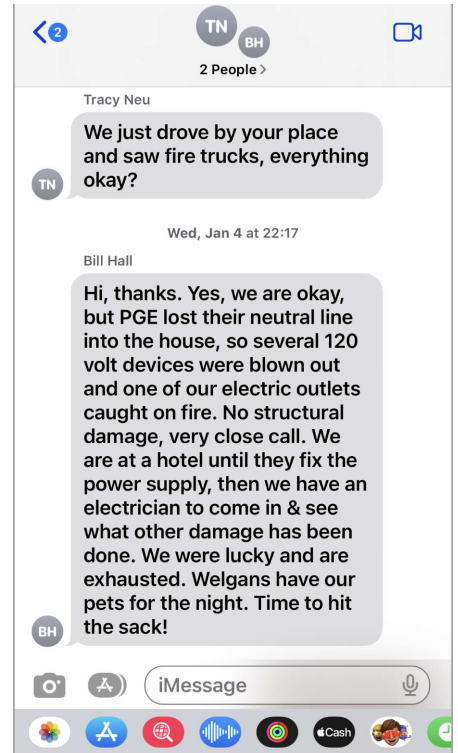 2
TN
BH
2 People >
Tracy Neu
We just drove by your place
and saw fire trucks, everything
okay?
TN
Wed, Jan 4 at 22:17
Bill Hall
Hi, thanks. Yes, we are okay,
but PGE lost their neutral line
into the house, so several 120
volt devices were blown out
and one of our electric outlets
caught on fire. No structural
damage, very close call. We
are at a hotel until they fix the
power supply, then we have an
electrician to come in & see
what other damage has been
done. We were lucky and are
exhausted. Welgans have our
pets for the night. Time to hit
the sack!
BH
iMessage
Cash